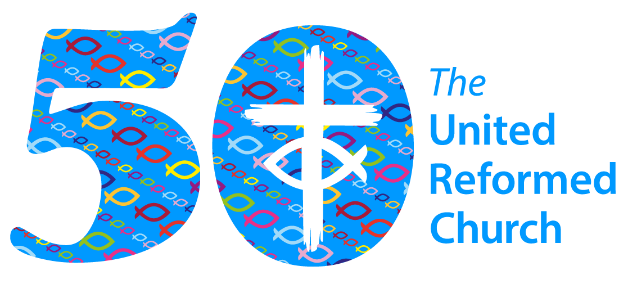 50
The
United
Reformed
Church